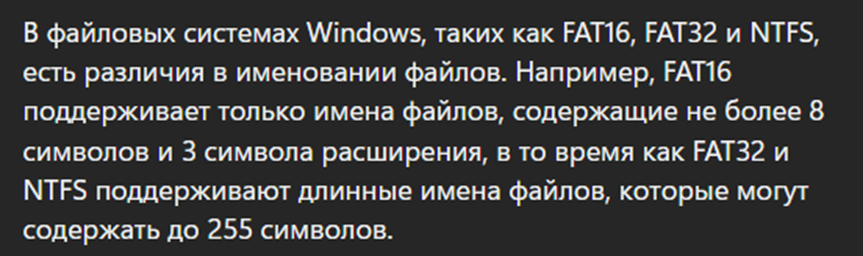 В файловых системах Windows, таких как FAT16, FAT32 и NTFS,
есть различия в именовании файлов. Например, FAT16
поддерживает только имена файлов, содержащие не более 8
символов и 3 символа расширения, в то время как FAT32 и
NTFS поддерживают длинные имена файлов, которые могут
содержать до 255 символов.